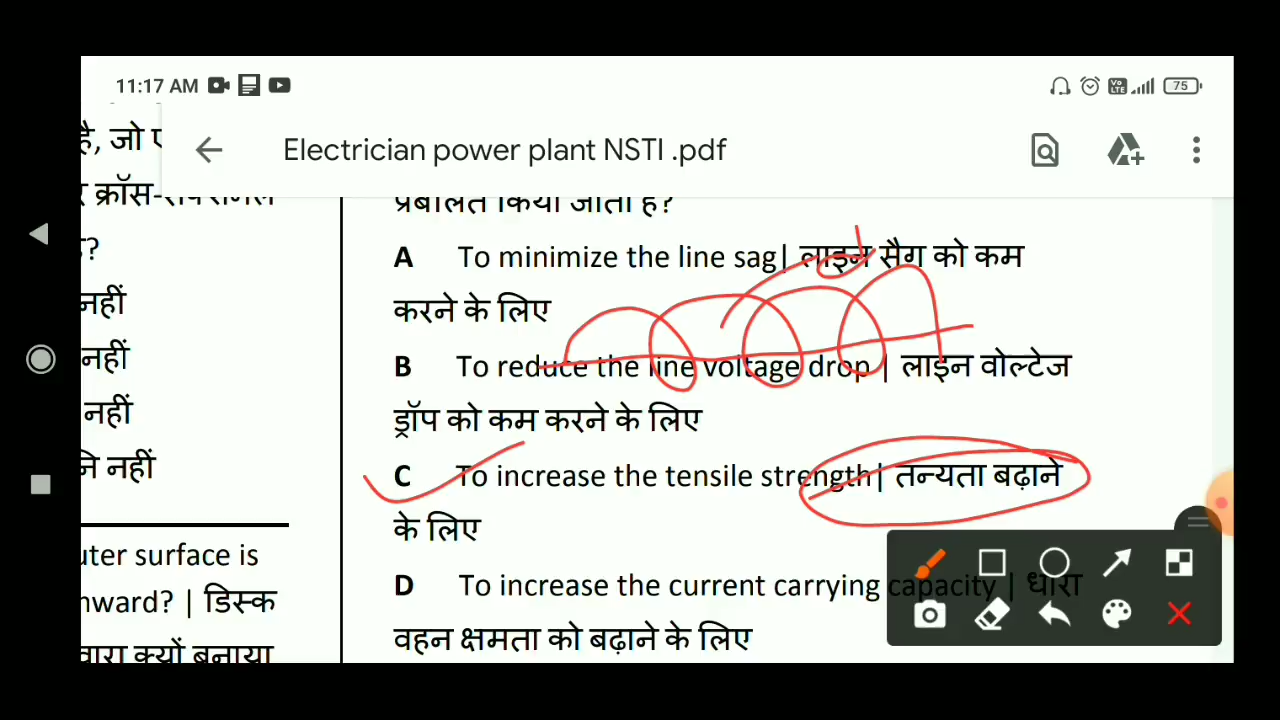 11:17 AM
75
Electrician power plant NSTI .pdf
है, जो
र क्रॉस-
?
नहीं
नहीं
नहीं
नि नहीं
uter surface is
nward? | डिस्क
वारा क्यों बनाया
प्रबलित किया जाता है?
A To minimize the line sag| लाइन सैग को कम
करने के लिए
B To reduce the line voltage drop | लाइन वोल्टेज
ड्रॉप को कम करने के लिए
C To increase the tensile strength| तन्यता बढ़ाने
के लिए
D To increase the current carrying capacity | धारा
वहन क्षमता को बढ़ाने के लिए